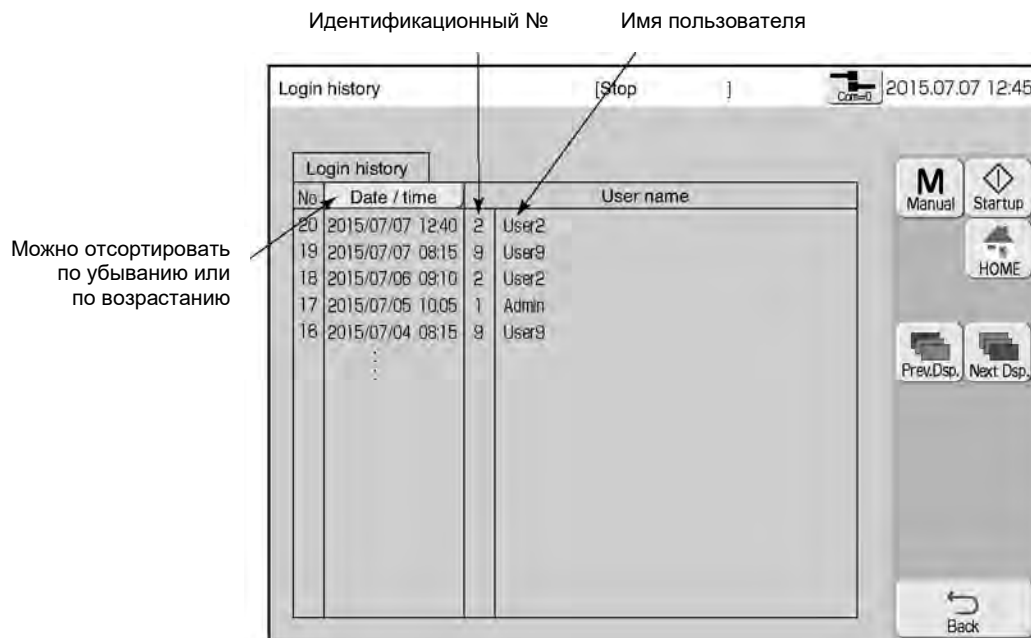 Идентификационный № Имя пользователя
Login history [Stop ] Com=0 2015.07.07 12:45
Login history
No. Date / time User name
20 2015/07/07 12:40 2 User2
19 2015/07/07 08:15 9 User9
18 2015/07/06 09:10 2 User2
17 2015/07/05 10:05 1 Admin
16 2015/07/04 08:15 9 User9
Можно отсортировать
по убыванию или
по возрастанию
M
Manual Startup
HOME
Prev.Dsp. Next Dsp.
Back